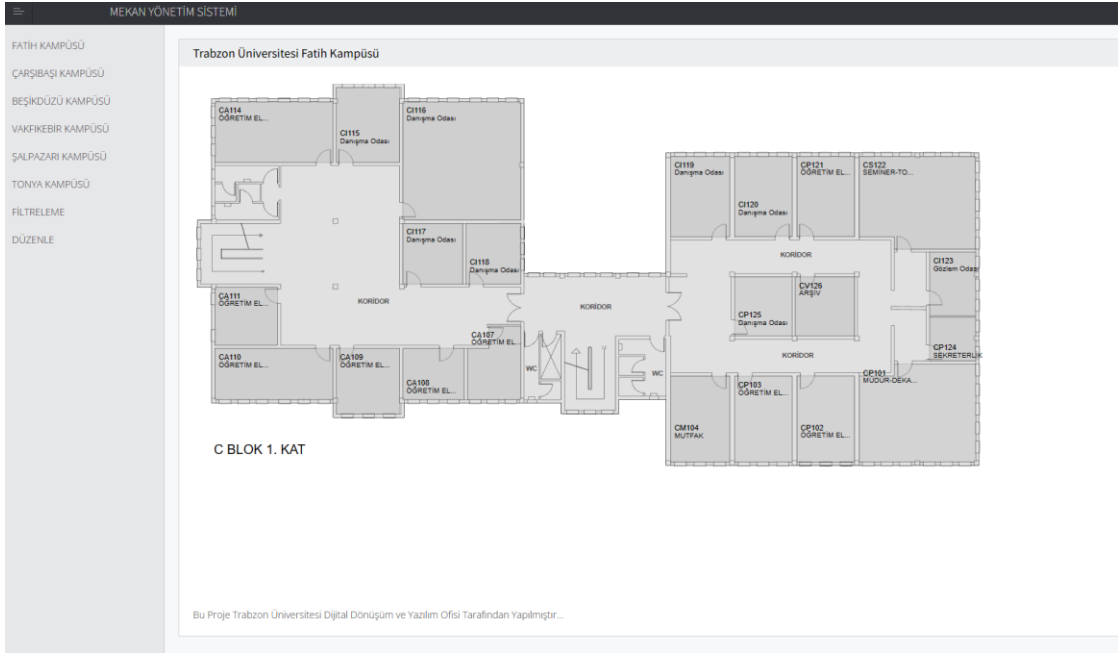 MEKAN YÖNETİM SİSTEMİ
FATİH KAMPÜSÜ
ÇARŞIBAŞI KAMPÜSÜ
BEŞİKDÜZÜ KAMPÜSÜ
VAKFIKEBİR KAMPÜSÜ
ŞALPAZARI KAMPÜSÜ
TONYA KAMPÜSÜ
FİLTRELEME
DÜZENLE
Trabzon Üniversitesi Fatih Kampüsü
CA114
ÖĞRETİM EL...
CI115
Danışma Odası
CI116
Danışma Odası
CI117
Danışma Odası
CI118
Danışma Odası
CA111
ÖĞRETİM EL...
KORİDOR
CA107
ÖĞRETİM EL...
CA110
ÖĞRETİM EL...
CA109
ÖĞRETİM EL...
CA108
ÖĞRETİM EL...
KORİDOR
WC
WC
CI119
Danışma Odası
CI120
Danışma Odası
CP121
ÖĞRETİM EL...
CS122
SEMİNER-TO...
KORİDOR
CI123
Gözlem Odası
CV126
ARŞİV
CP125
Danışma Odası
CP124
SEKRETERLİK
KORİDOR
CP101
MÜDÜR-DEKA...
CP103
ÖĞRETİM EL...
CM104
MUTFAK
CP102
ÖĞRETİM EL...
C BLOK 1. KAT
Bu Proje Trabzon Üniversitesi Dijital Dönüşüm ve Yazılım Ofisi Tarafından Yapılmıştır...